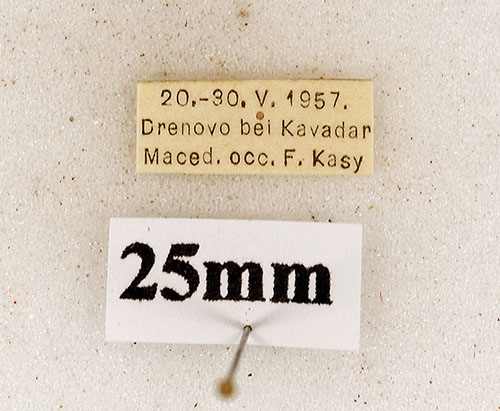 20.-30. V. 1957.
Drenovo bei Kavadar
Maced. occ. F. Kasy
25mm